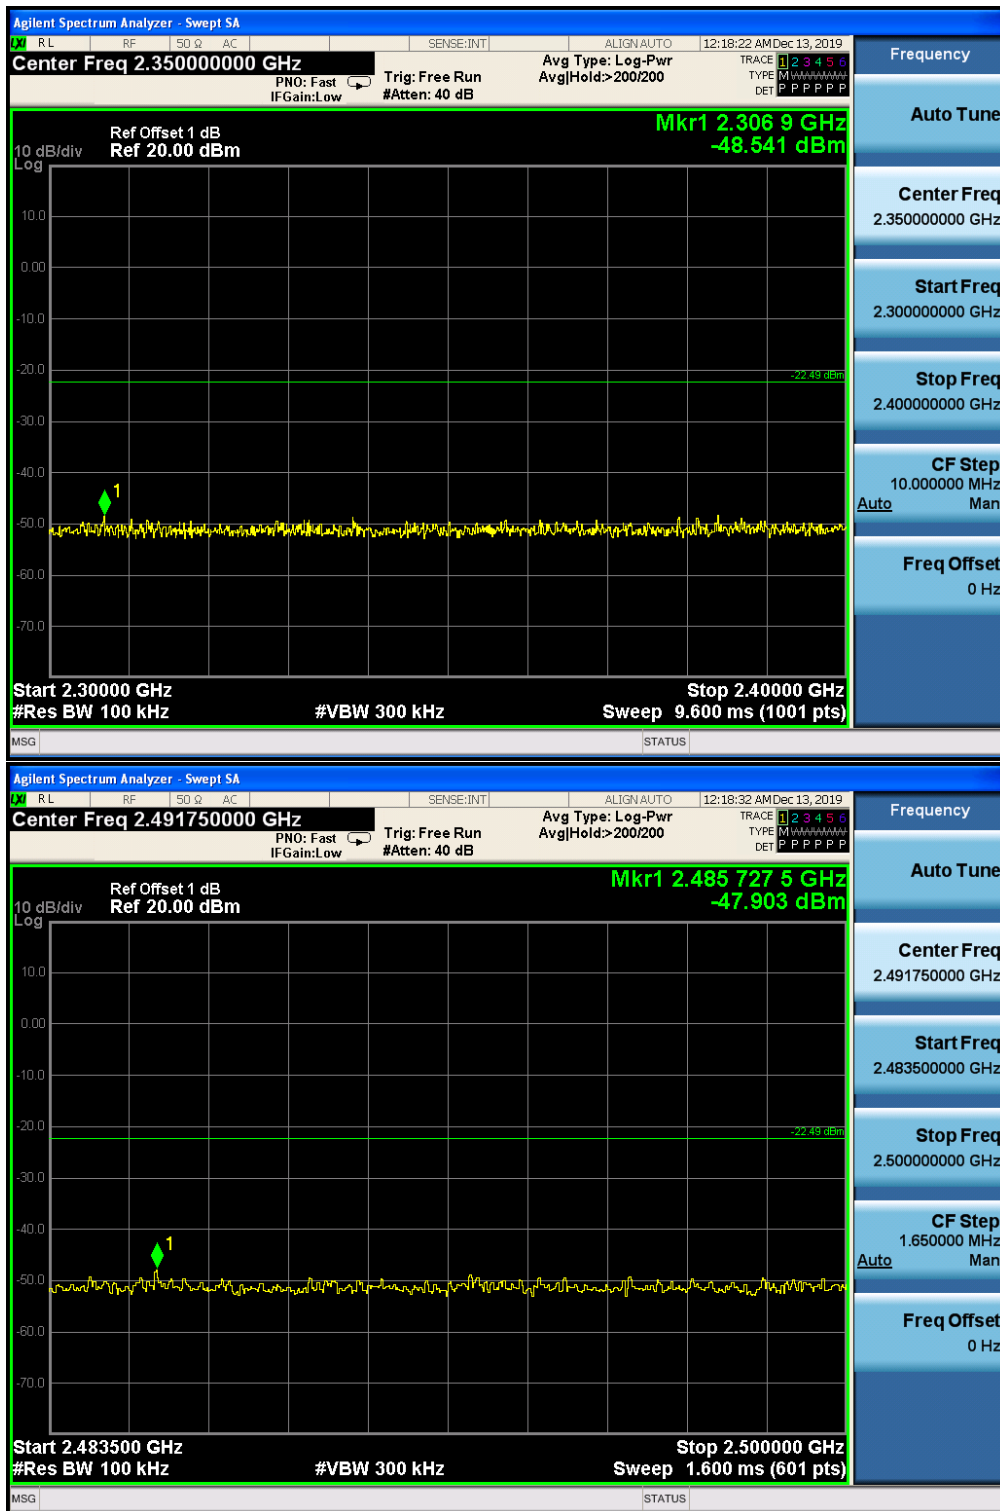 Agilent Spectrum Analyzer - Swept SA
LXI RL RF 50 Ω AC SENSE:INT ALIGNAUTO 12:18:22 AM Dec 13, 2019
Center Freq 2.350000000 GHz
PNO: Fast
IFGain:Low
Trig: Free Run
#Atten: 40 dB
Avg Type: Log-Pwr
Avg|Hold:>200/200
TRACE 1 2 3 4 5 6
TYPE M
DET P P P P P P
Ref Offset 1 dB
10 dB/div Ref 20.00 dBm
Log
Mkr1 2.306 9 GHz
-48.541 dBm
10.0
0.00
-10.0
-20.0
-22.49 dBm
-30.0
-40.0
1
-50.0
-60.0
-70.0
Start 2.30000 GHz Stop 2.40000 GHz
#Res BW 100 kHz #VBW 300 kHz Sweep 9.600 ms (1001 pts)
MSG STATUS
Frequency
Auto Tune
Center Freq
2.350000000 GHz
Start Freq
2.300000000 GHz
Stop Freq
2.400000000 GHz
CF Step
10.000000 MHz
Auto Man
Freq Offset
0 Hz
Agilent Spectrum Analyzer - Swept SA
LXI RL RF 50 Ω AC SENSE:INT ALIGNAUTO 12:18:32 AM Dec 13, 2019
Center Freq 2.491750000 GHz
PNO: Fast
IFGain:Low
Trig: Free Run
#Atten: 40 dB
Avg Type: Log-Pwr
Avg|Hold:>200/200
TRACE 1 2 3 4 5 6
TYPE M
DET P P P P P P
Ref Offset 1 dB
10 dB/div Ref 20.00 dBm
Log
Mkr1 2.485 727 5 GHz
-47.903 dBm
10.0
0.00
-10.0
-20.0
-22.49 dBm
-30.0
-40.0
1
-50.0
-60.0
-70.0
Start 2.483500 GHz Stop 2.500000 GHz
#Res BW 100 kHz #VBW 300 kHz Sweep 1.600 ms (601 pts)
MSG STATUS
Frequency
Auto Tune
Center Freq
2.491750000 GHz
Start Freq
2.483500000 GHz
Stop Freq
2.500000000 GHz
CF Step
1.650000 MHz
Auto Man
Freq Offset
0 Hz